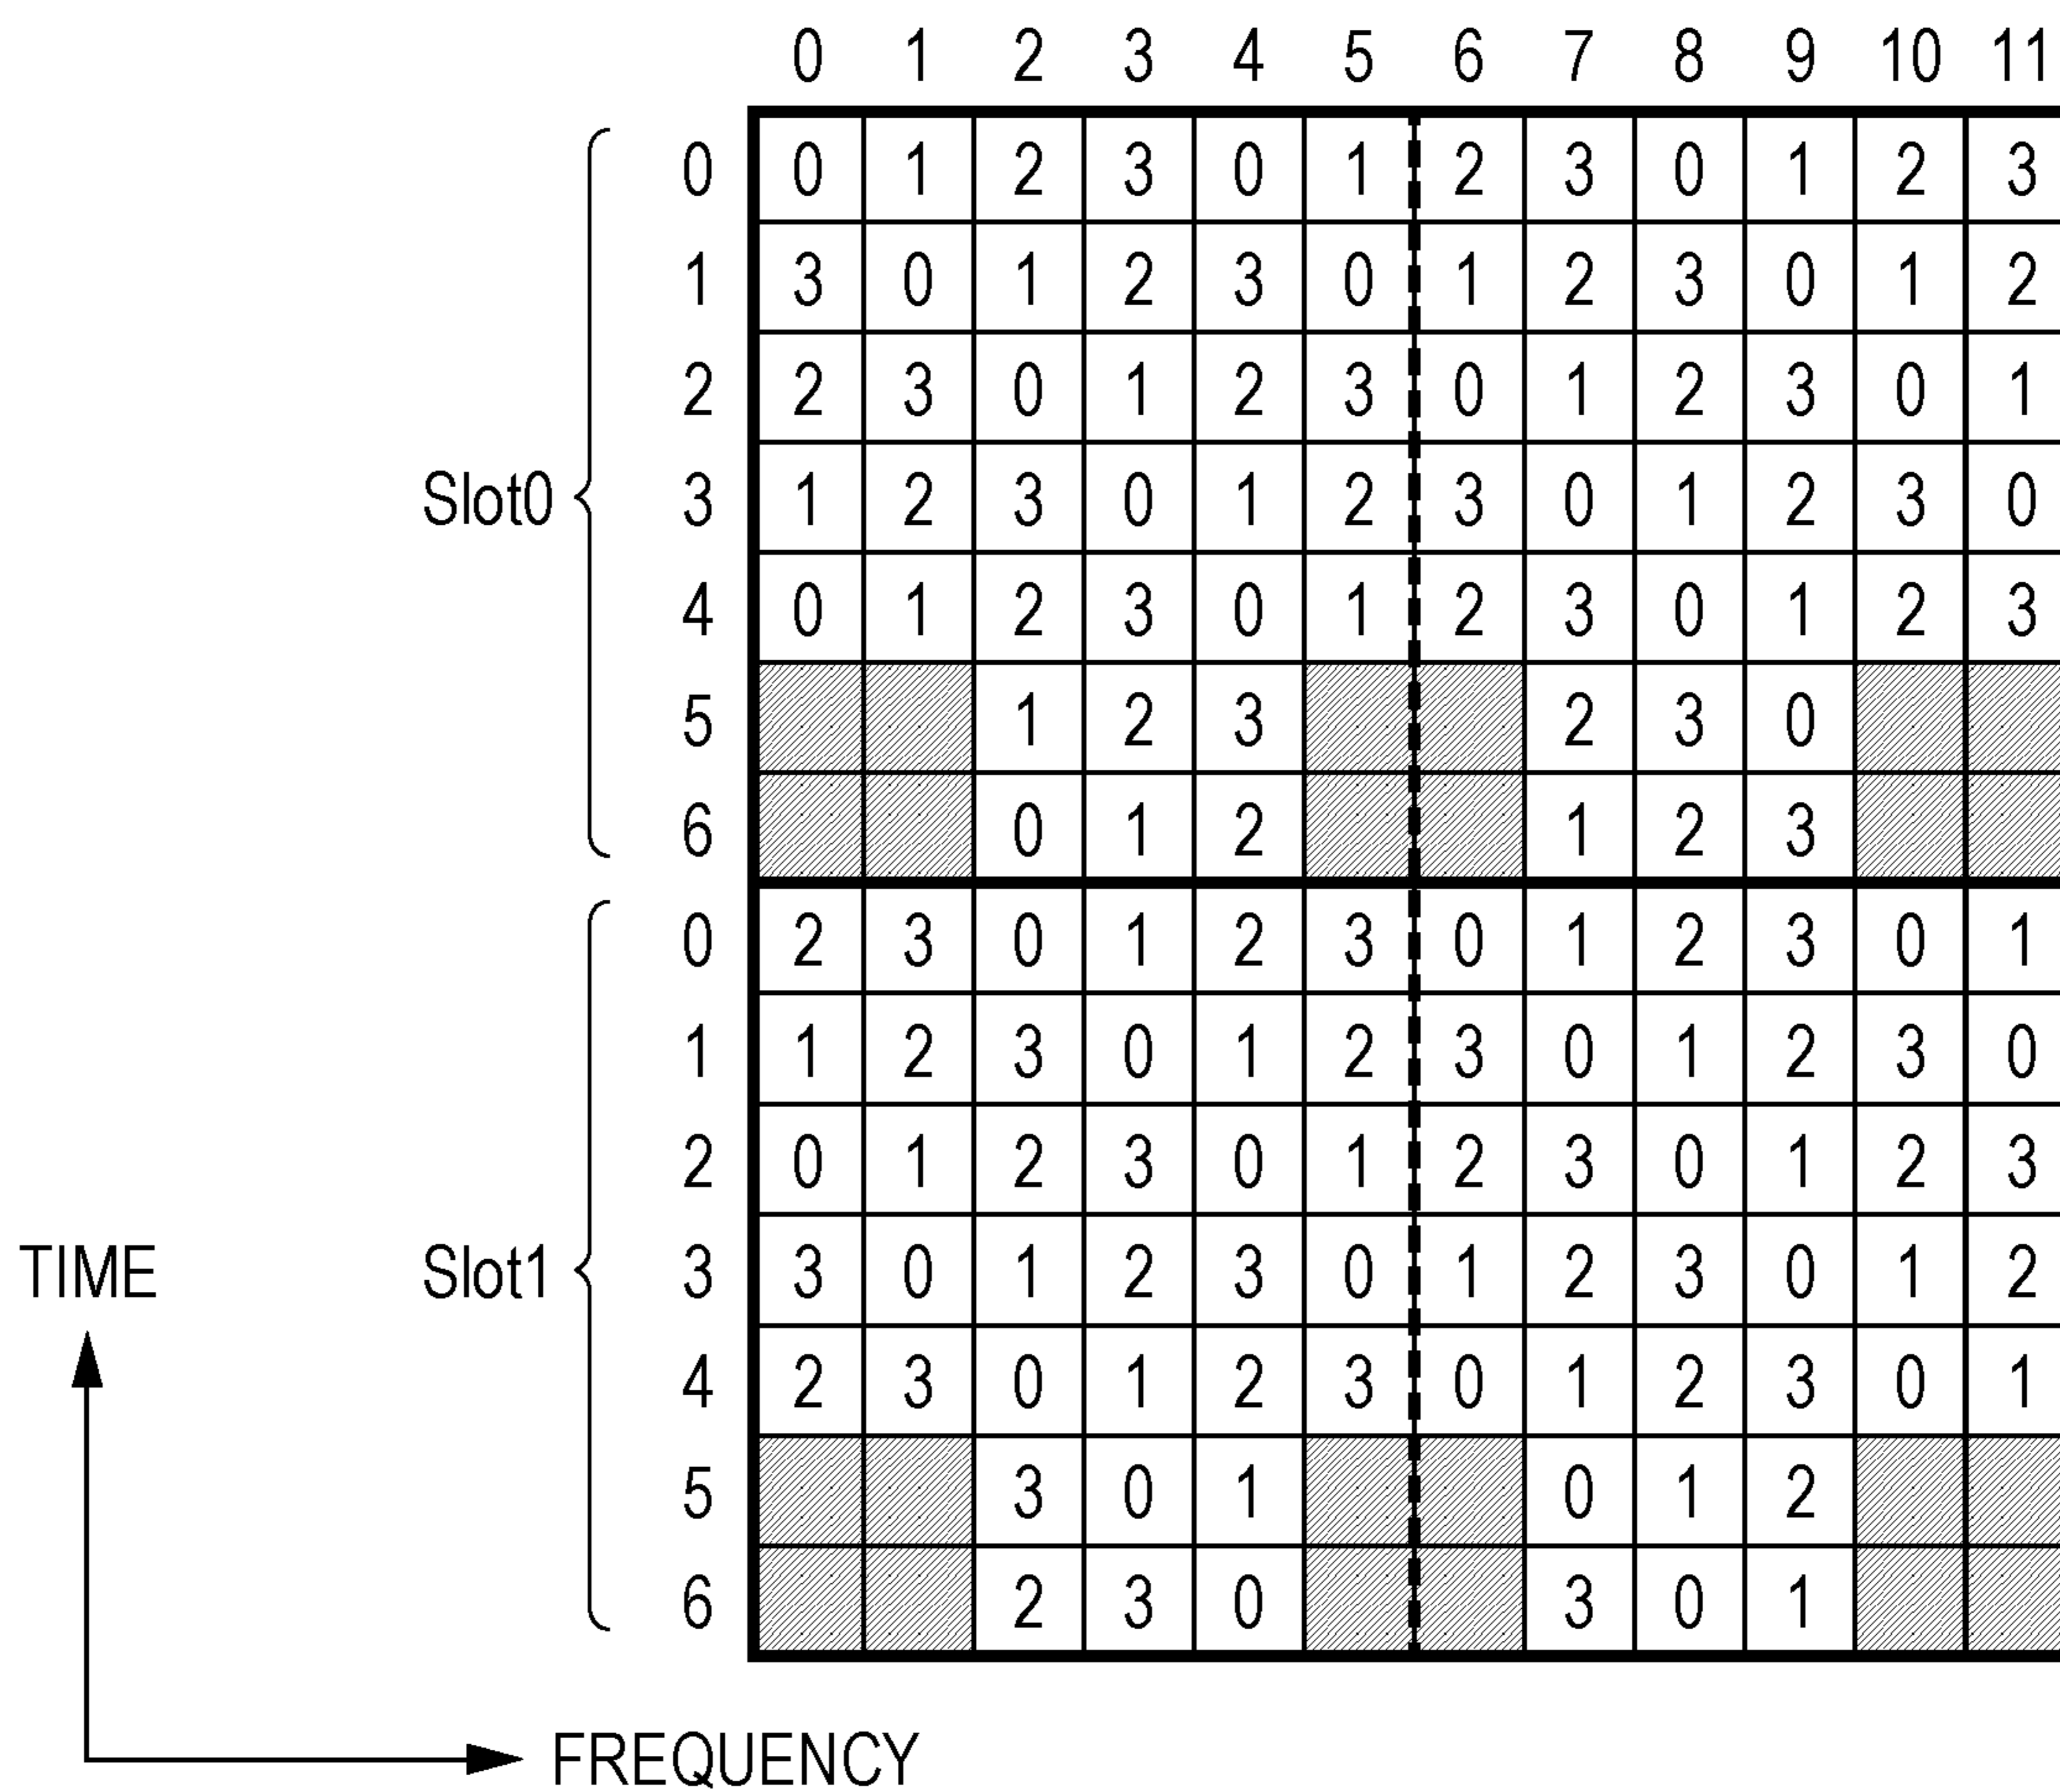 0 1 2 3 4 5 6 7 8 9 10 11
0 0 1 2 3 0 1 2 3 0 1 2 3
1 3 0 1 2 3 0 1 2 3 0 1 2
2 2 3 0 1 2 3 0 1 2 3 0 1
Slot0 3 1 2 3 0 1 2 3 0 1 2 3 0
4 0 1 2 3 0 1 2 3 0 1 2 3
5 1 2 3 2 3 0
6 0 1 2 1 2 3
0 2 3 0 1 2 3 0 1 2 3 0 1
1 1 2 3 0 1 2 3 0 1 2 3 0
2 0 1 2 3 0 1 2 3 0 1 2 3
TIME Slot1 3 3 0 1 2 3 0 1 2 3 0 1 2
4 2 3 0 1 2 3 0 1 2 3 0 1
5 3 0 1 0 1 2
6 2 3 0 3 0 1
FREQUENCY